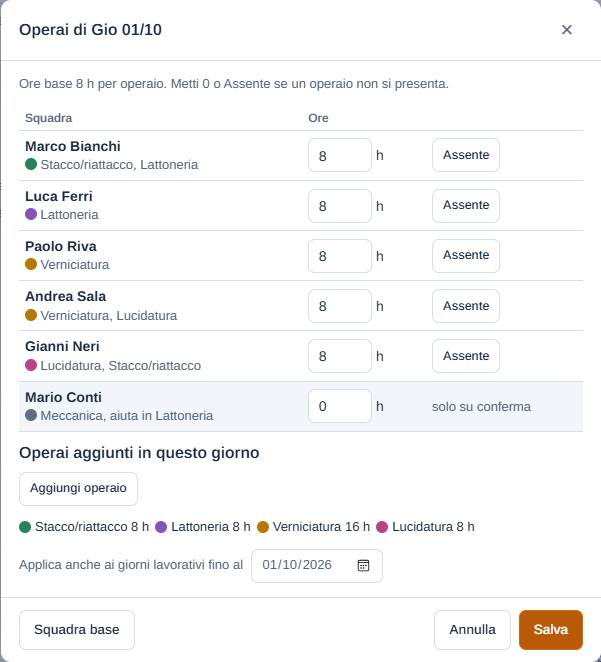 Operai di Gio 01/10
Ore base 8 h per operaio. Metti 0 o Assente se un operaio non si presenta.
Squadra Ore
Marco Bianchi
Stacco/riattacco, Lattoneria
8 h Assente
Luca Ferri
Lattoneria
8 h Assente
Paolo Riva
Verniciatura
8 h Assente
Andrea Sala
Verniciatura, Lucidatura
8 h Assente
Gianni Neri
Lucidatura, Stacco/riattacco
8 h Assente
Mario Conti
Meccanica, aiuta in Lattoneria
0 h solo su conferma
Operai aggiunti in questo giorno
Aggiungi operaio
Stacco/riattacco 8 h Lattoneria 8 h Verniciatura 16 h Lucidatura 8 h
Applica anche ai giorni lavorativi fino al 01/10/2026
Squadra base Annulla Salva